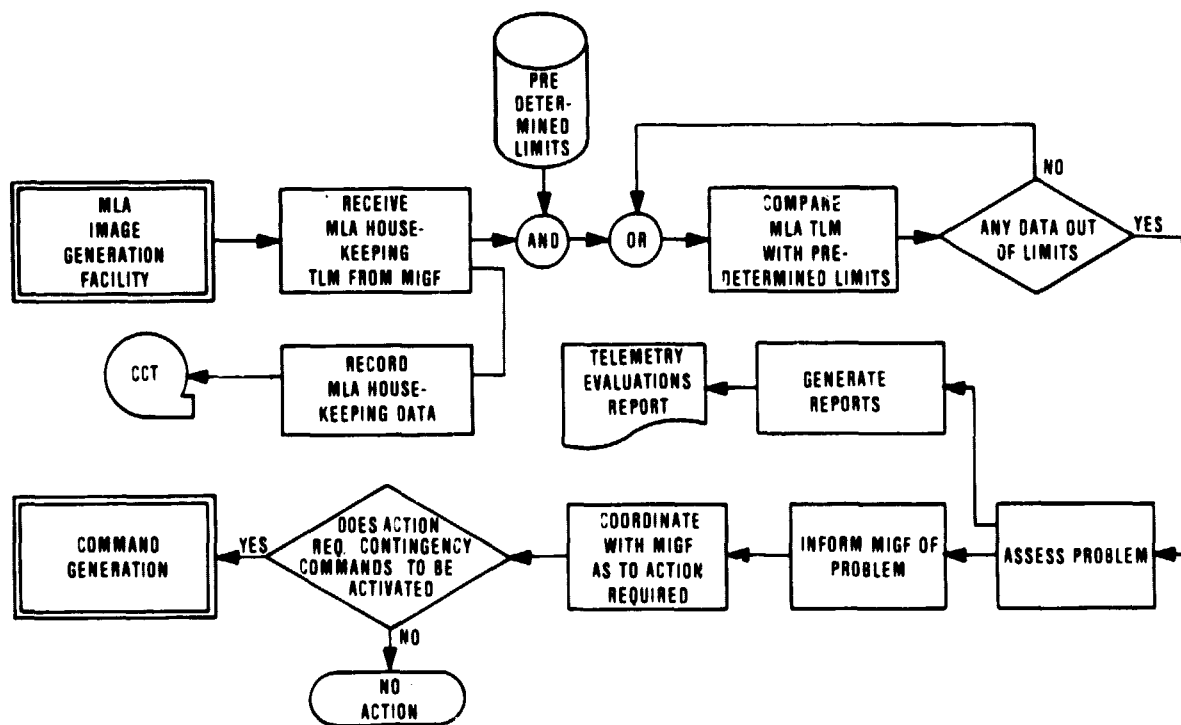 PRE
DETER-
MINED
LIMITS
NO
MLA
IMAGE
GENERATION
FACILITY
RECEIVE
MLA HOUSE-
KEEPING
TLM FROM MIGF
AND
OR
COMPARE
MLA TLM
WITH PRE-
DETERMINED LIMITS
ANY DATA OUT
OF LIMITS
YES
CCT
RECORD
MLA HOUSE-
KEEPING DATA
TELEMETRY
EVALUATIONS
REPORT
GENERATE
REPORTS
COMMAND
GENERATION
YES
DOES ACTION
REQ. CONTINGENCY
COMMANDS TO BE
ACTIVATED
COORDINATE
WITH MIGF
AS TO ACTION
REQUIRED
INFORM MIGF OF
PROBLEM
ASSESS PROBLEM
NO
NO
ACTION